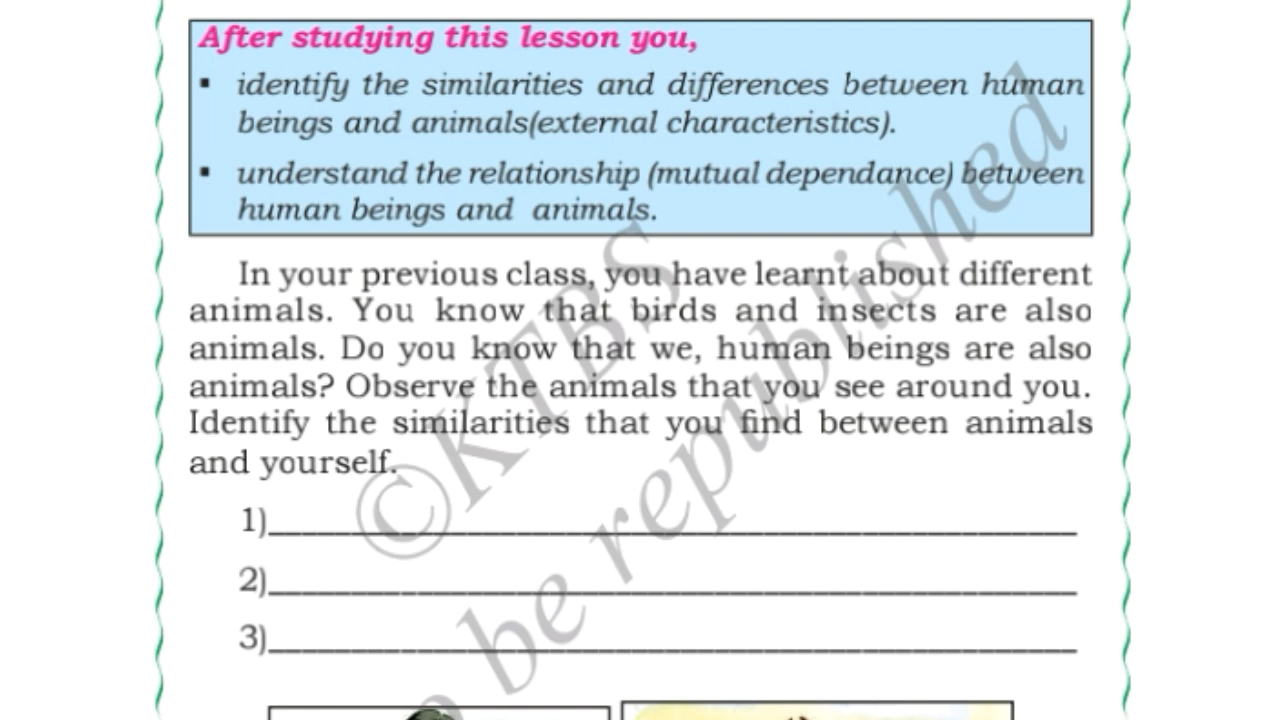 After studying this lesson you,
▪ identify the similarities and differences between human
beings and animals(external characteristics).
▪ understand the relationship (mutual dependance) between
human beings and animals.
In your previous class, you have learnt about different
animals. You know that birds and insects are also
animals. Do you know that we, human beings are also
animals? Observe the animals that you see around you.
Identify the similarities that you find between animals
and yourself.
1)
2)
3)
©KTBS
be republished